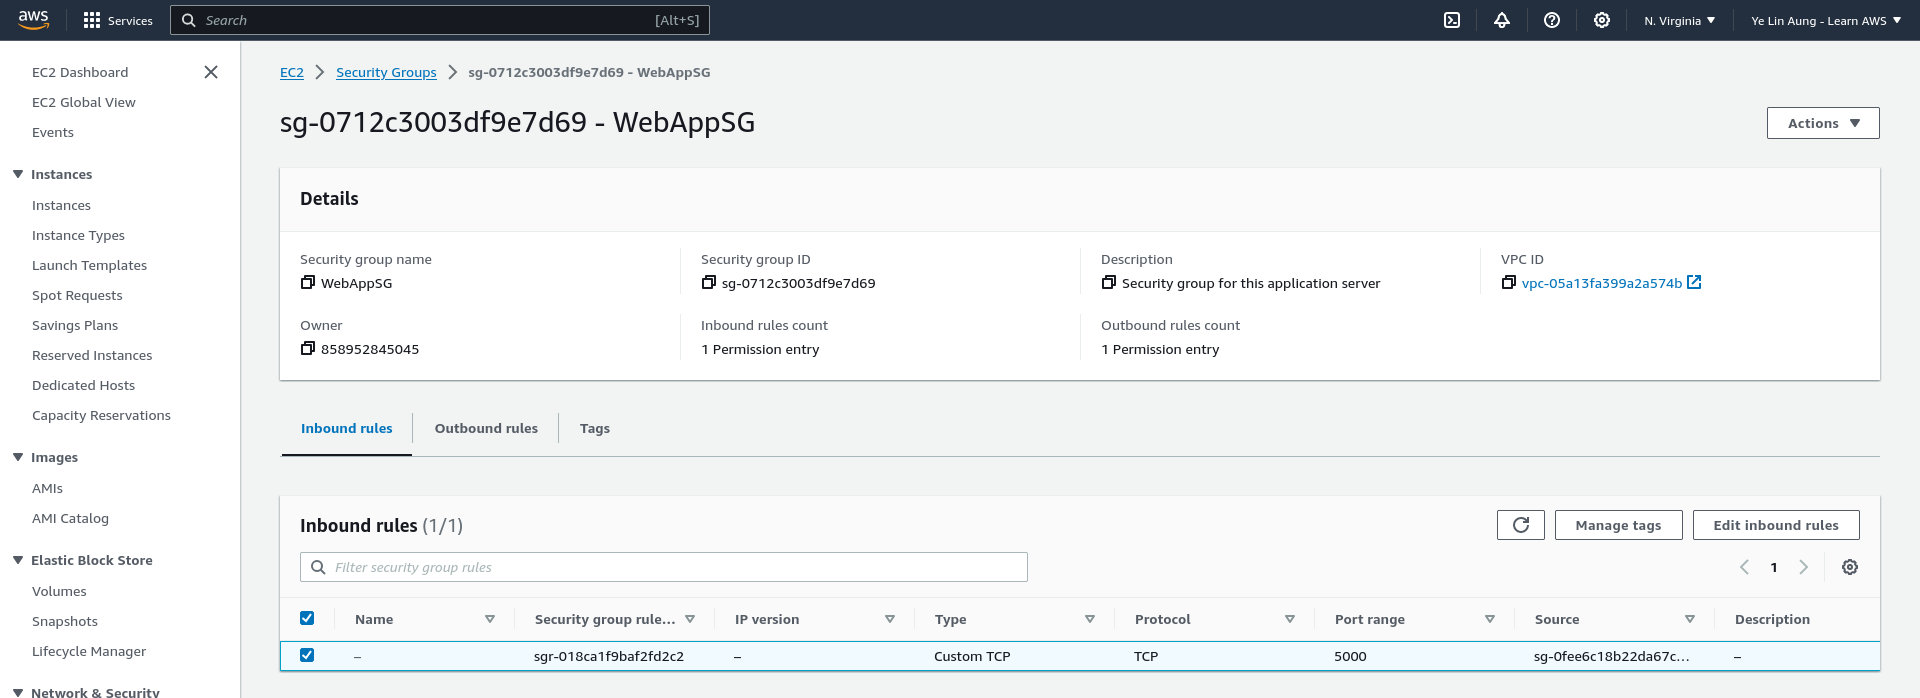 aws Services Search [Alt+S] N. Virginia Ye Lin Aung - Learn AWS
EC2 Dashboard
EC2 Global View
Events
Instances
Instances
Instance Types
Launch Templates
Spot Requests
Savings Plans
Reserved Instances
Dedicated Hosts
Capacity Reservations
Images
AMIs
AMI Catalog
Elastic Block Store
Volumes
Snapshots
Lifecycle Manager
Network & Security
EC2 Security Groups sg-0712c3003df9e7d69 - WebAppSG
sg-0712c3003df9e7d69 - WebAppSG
Actions
Details
Security group name Security group ID Description VPC ID
WebAppSG sg-0712c3003df9e7d69 Security group for this application server vpc-05a13fa399a2a574b
Owner Inbound rules count Outbound rules count
858952845045 1 Permission entry 1 Permission entry
Inbound rules Outbound rules Tags
Inbound rules (1/1) Manage tags Edit inbound rules
Filter security group rules 1
Name Security group rule... IP version Type Protocol Port range Source Description
– sgr-018ca1f9baf2fd2c2 – Custom TCP TCP 5000 sg-0fee6c18b22da67c... –